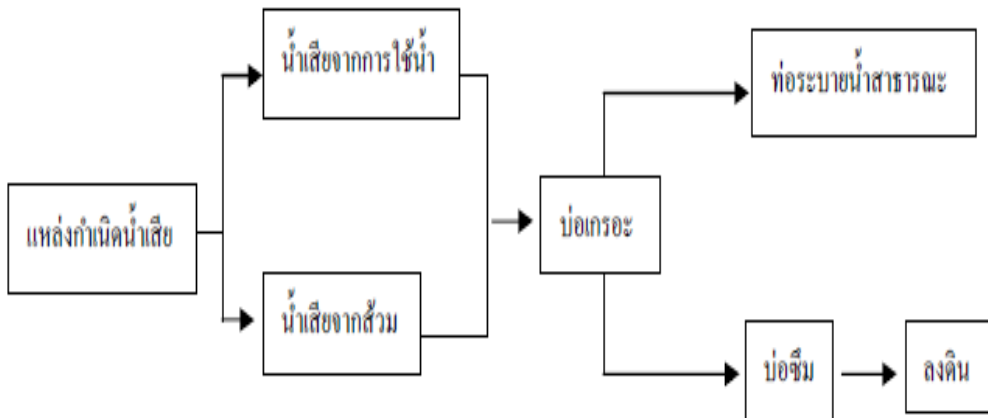 น้ำเสียจากการใช้น้ำ
ท่อระบายน้ำสาธารณะ
แหล่งกำเนิดน้ำเสีย
บ่อเกรอะ
น้ำเสียจากส้วม
บ่อซึม
ลงดิน